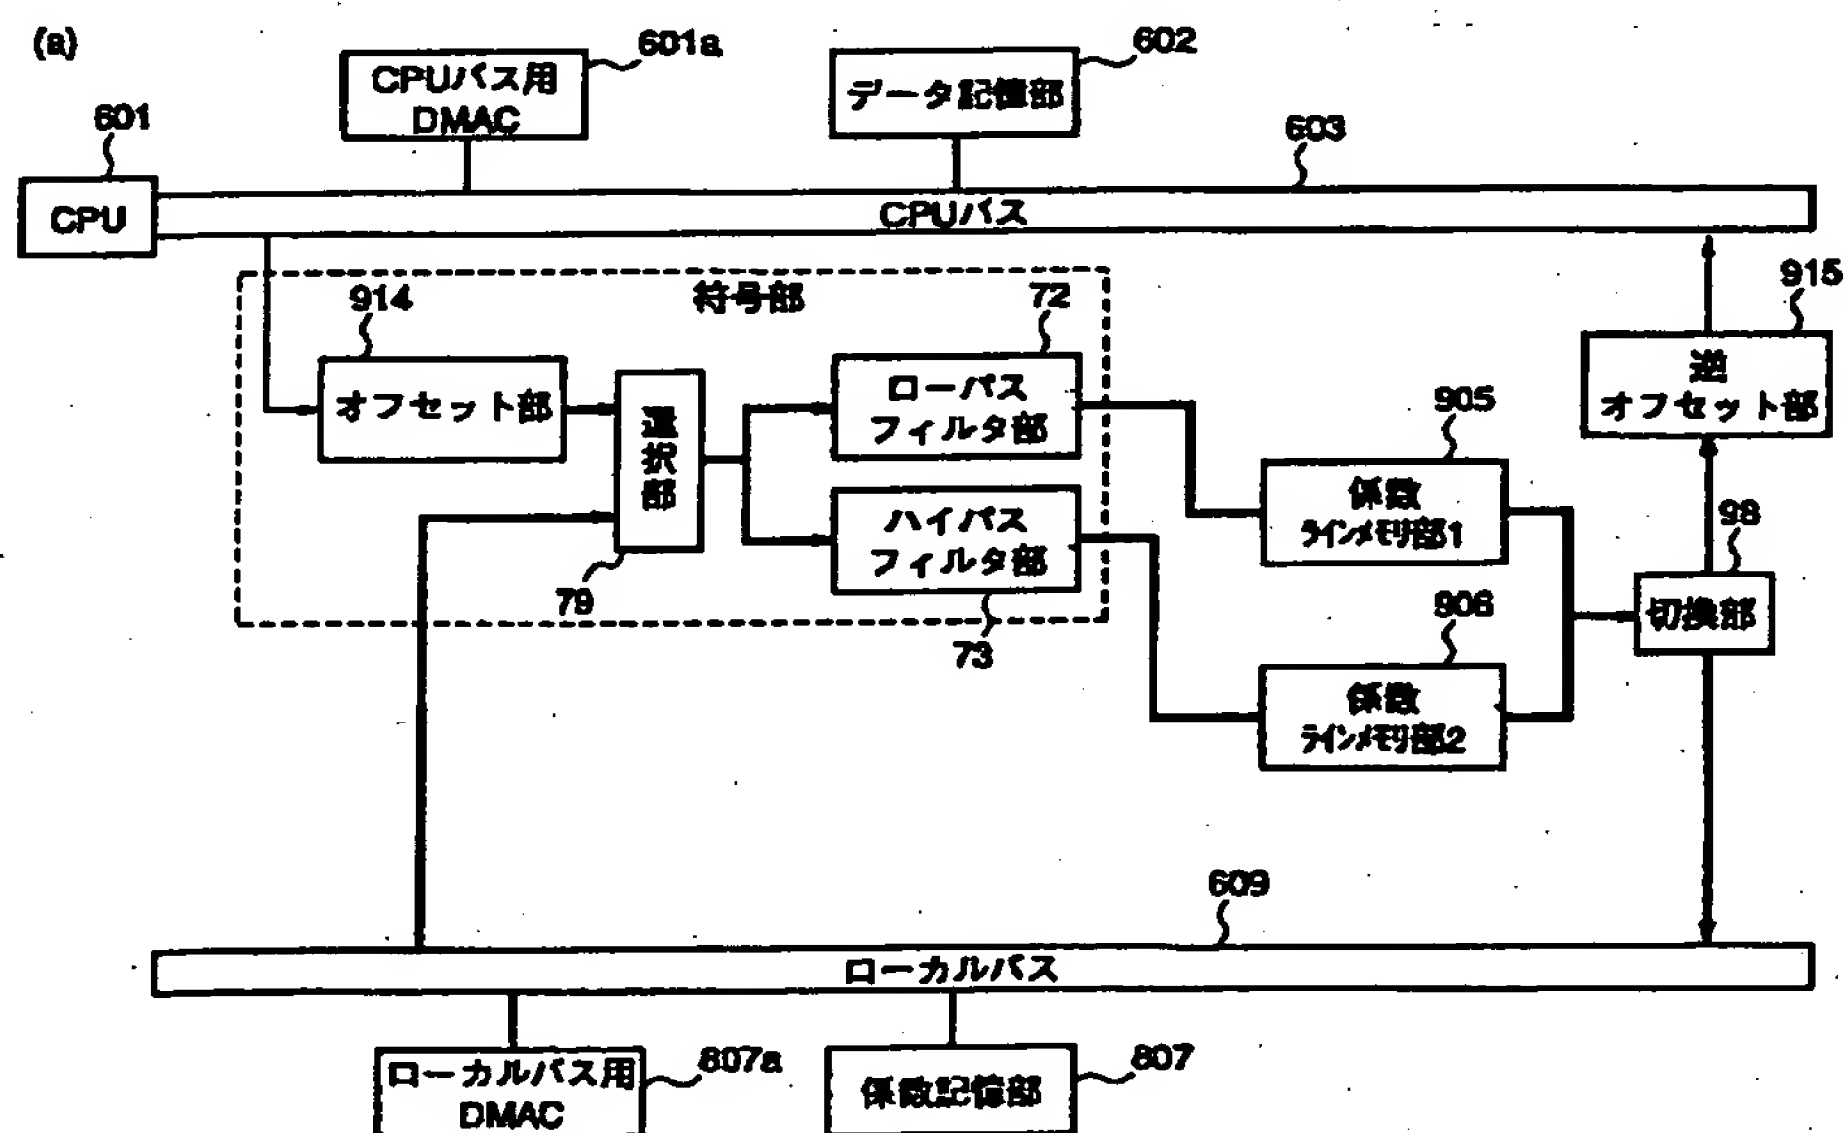 (a)
601a
CPUバス用
DMAC
602
データ記憶部
601
603
CPU
CPUバス
914
符号部
72
915
オフセット部
選択部
ローパス
フィルタ部
逆
オフセット部
905
ハイパス
フィルタ部
係数
ラインメモリ部1
98
79
73
906
切換部
係数
ラインメモリ部2
609
ローカルバス
ローカルバス用
DMAC
807a
係数記憶部
807